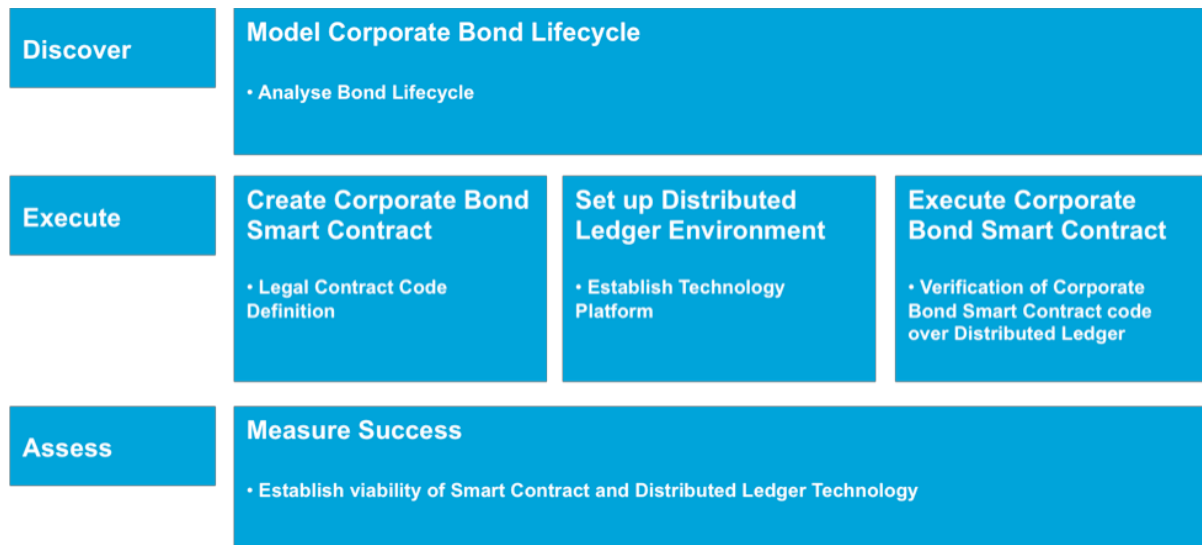 Discover
Model Corporate Bond Lifecycle
• Analyse Bond Lifecycle
Execute
Create Corporate Bond
Smart Contract
• Legal Contract Code
Definition
Set up Distributed
Ledger Environment
• Establish Technology
Platform
Execute Corporate
Bond Smart Contract
• Verification of Corporate
Bond Smart Contract code
over Distributed Ledger
Assess
Measure Success
• Establish viability of Smart Contract and Distributed Ledger Technology